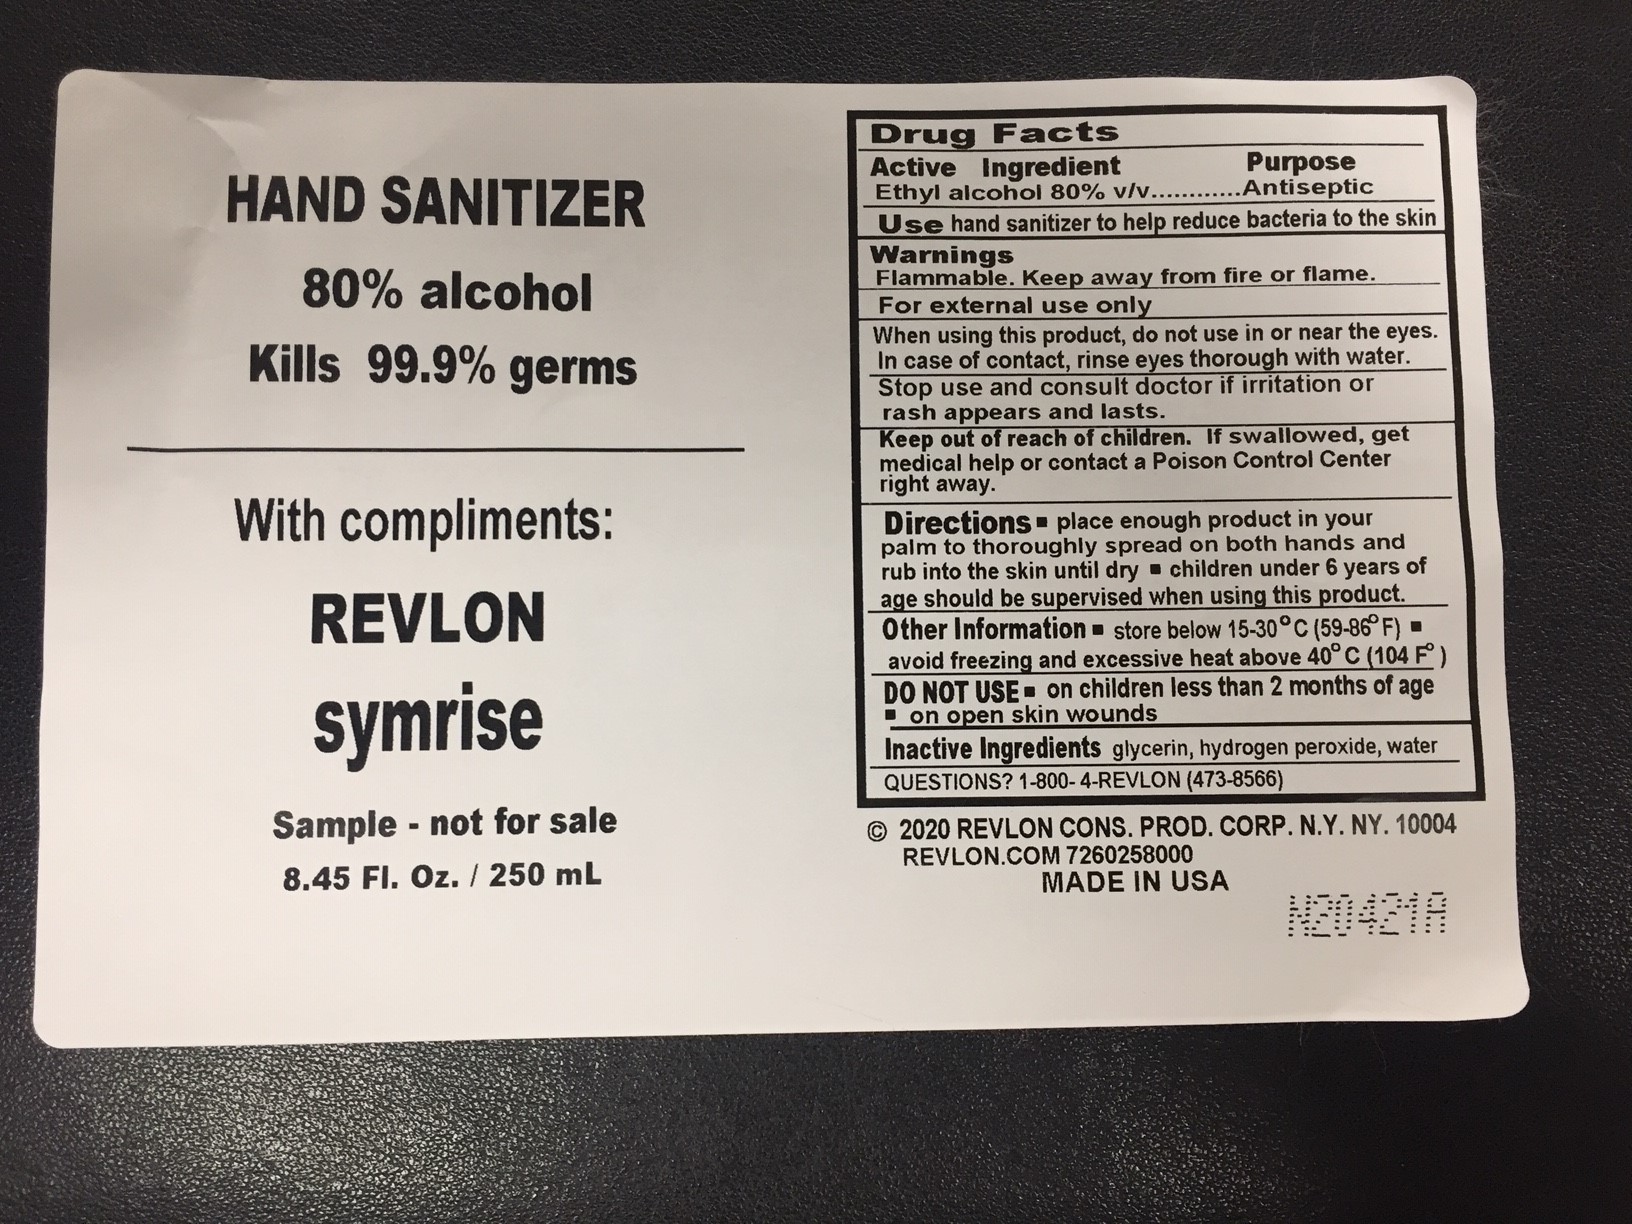 HAND SANITIZER
80% alcohol
Kills 99.9% germs
With compliments:
REVLON
symrise
Sample - not for sale
8.45 Fl. Oz. / 250 mL
Drug Facts
Active Ingredient Purpose
Ethyl alcohol 80% v/v............Antiseptic
Use hand sanitizer to help reduce bacteria to the skin
Warnings
Flammable. Keep away from fire or flame.
For external use only
When using this product, do not use in or near the eyes.
In case of contact, rinse eyes thorough with water.
Stop use and consult doctor if irritation or
rash appears and lasts.
Keep out of reach of children. If swallowed, get
medical help or contact a Poison Control Center
right away.
Directions ▪ place enough product in your
palm to thoroughly spread on both hands and
rub into the skin until dry ▪ children under 6 years of
age should be supervised when using this product.
Other Information ▪ store below 15-30°C (59-86°F) ▪
avoid freezing and excessive heat above 40°C (104 F°)
DO NOT USE ▪ on children less than 2 months of age
▪ on open skin wounds
Inactive Ingredients glycerin, hydrogen peroxide, water
QUESTIONS? 1-800- 4-REVLON (473-8566)
© 2020 REVLON CONS. PROD. CORP. N.Y. NY. 10004
REVLON.COM 7260258000
MADE IN USA
N20421A